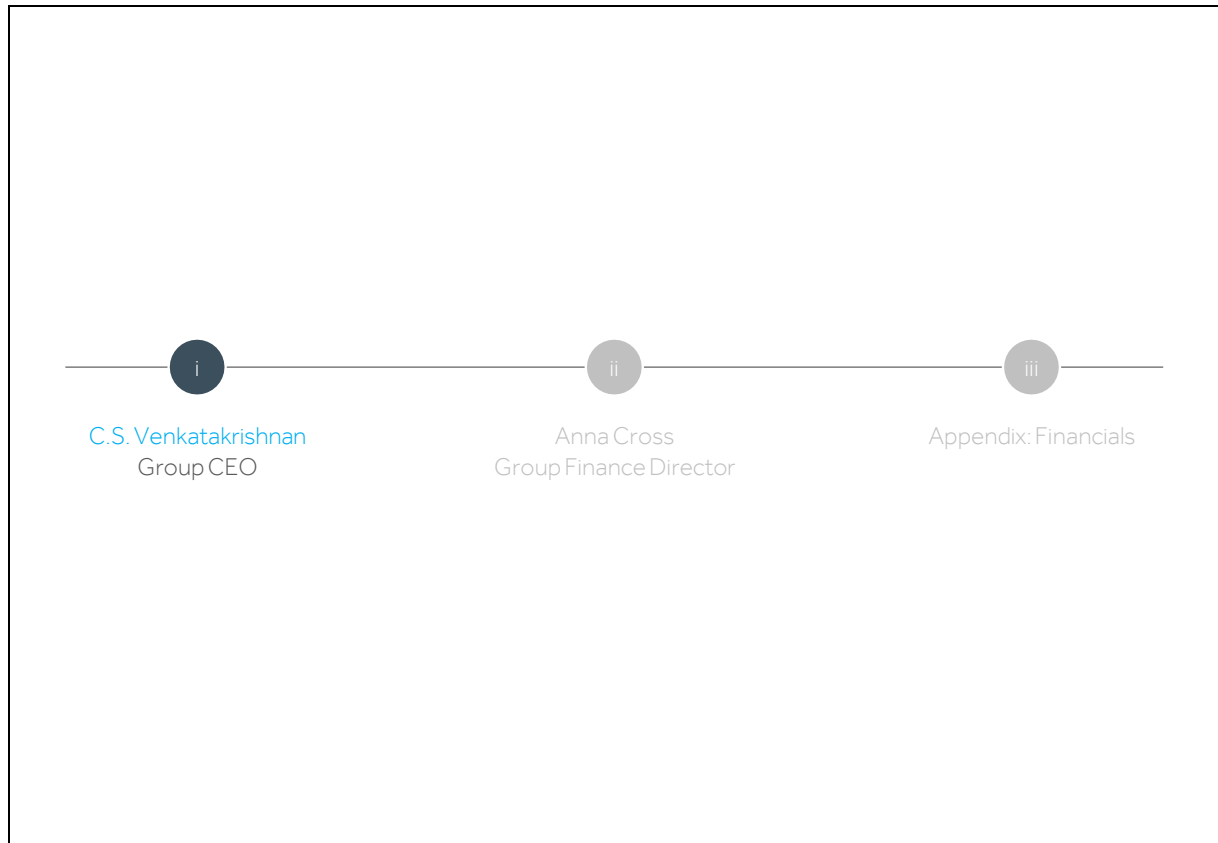 i
C.S. Venkatakrishnan
Group CEO
ii
Anna Cross
Group Finance Director
iii
Appendix: Financials